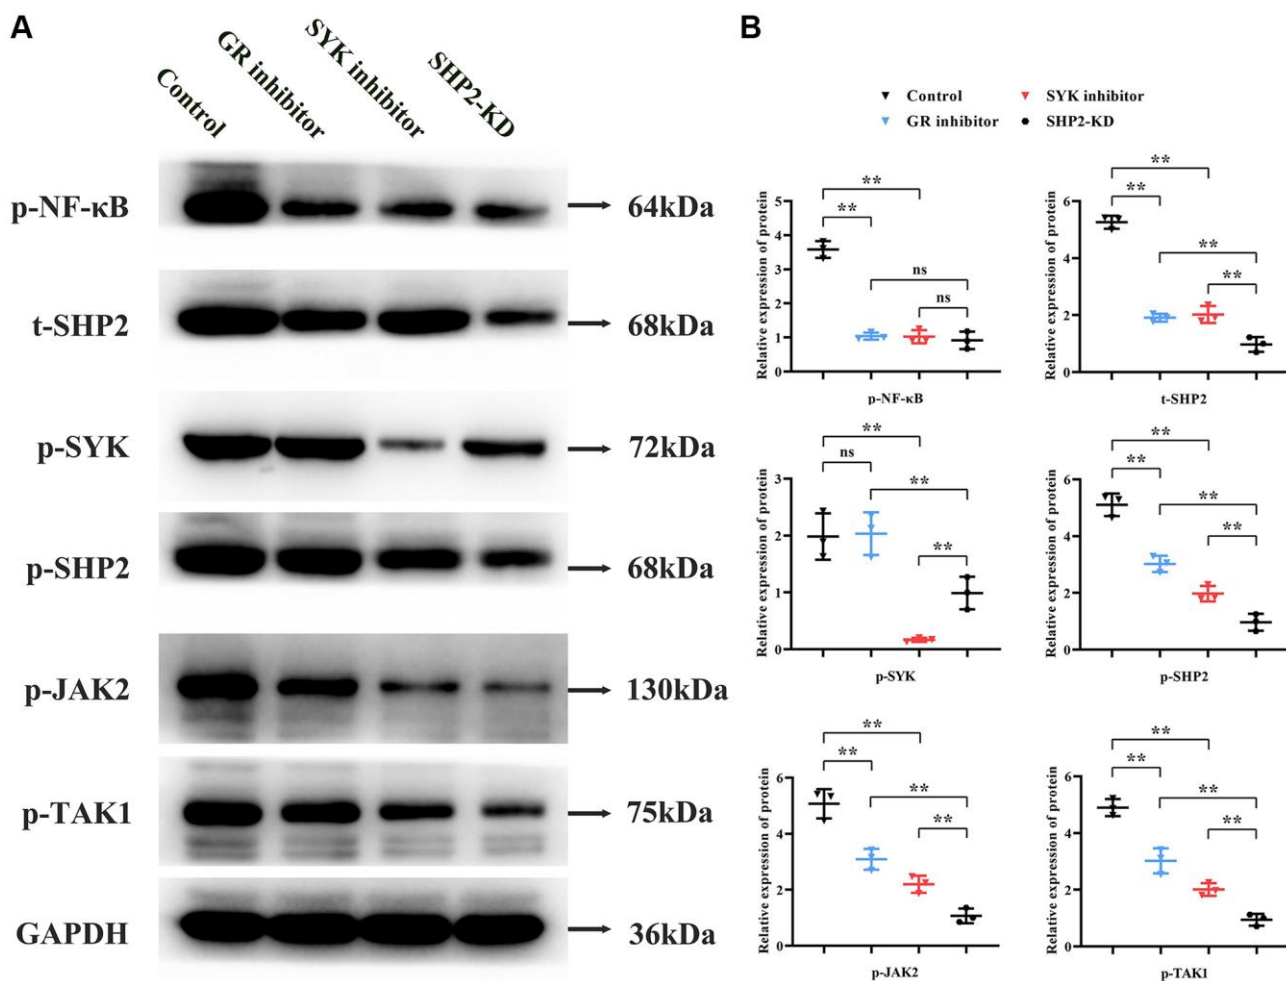 A
Control
GR inhibitor
SYK inhibitor
SHP2-KD
p-NF-κB
64kDa
t-SHP2
68kDa
p-SYK
72kDa
p-SHP2
68kDa
p-JAK2
130kDa
p-TAK1
75kDa
GAPDH
36kDa
B
Control
SYK inhibitor
GR inhibitor
SHP2-KD
Relative expression of protein
5
4
3
2
1
0
**
**
ns
ns
p-NF-κB
Relative expression of protein
6
4
2
0
**
**
**
**
t-SHP2
Relative expression of protein
3
2
1
0
**
ns
**
**
p-SYK
Relative expression of protein
6
4
2
0
**
**
**
**
p-SHP2
Relative expression of protein
6
4
2
0
**
**
**
**
p-JAK2
Relative expression of protein
6
4
2
0
**
**
**
**
p-TAK1